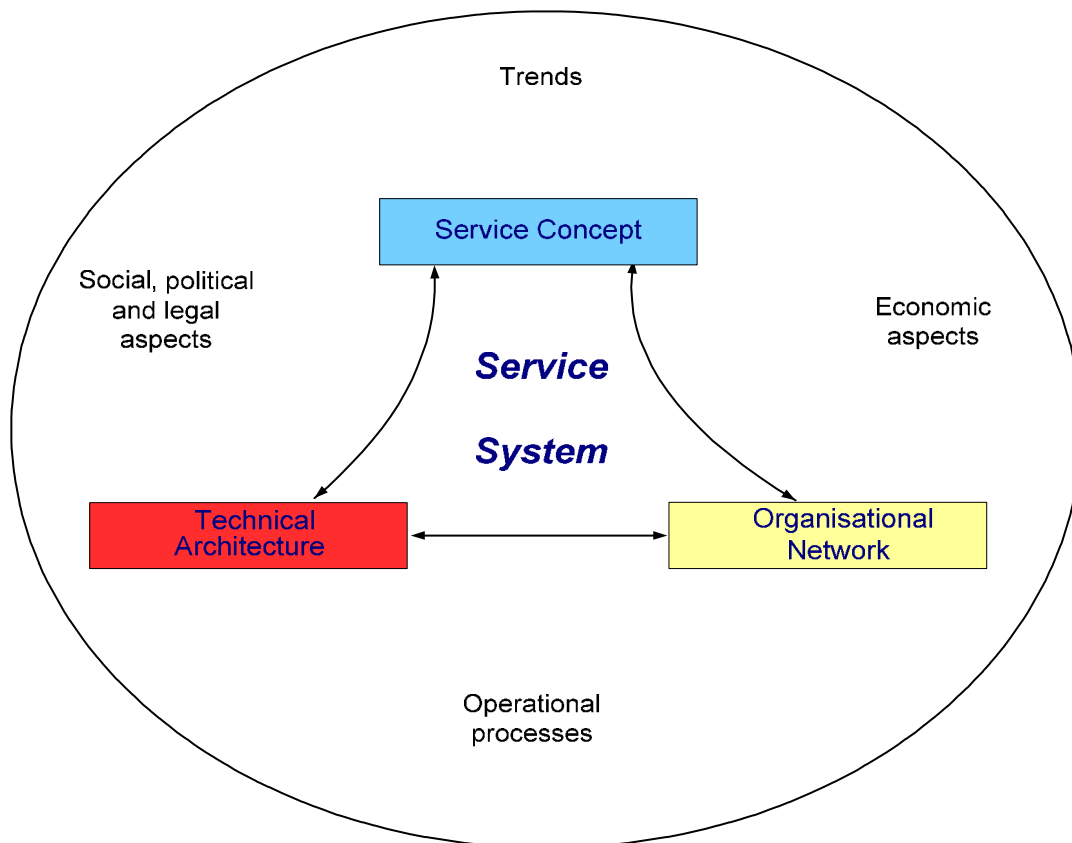 Trends
Service Concept
Social, political
and legal
aspects
Economic
aspects
Service
System
Technical
Architecture
Organisational
Network
Operational
processes